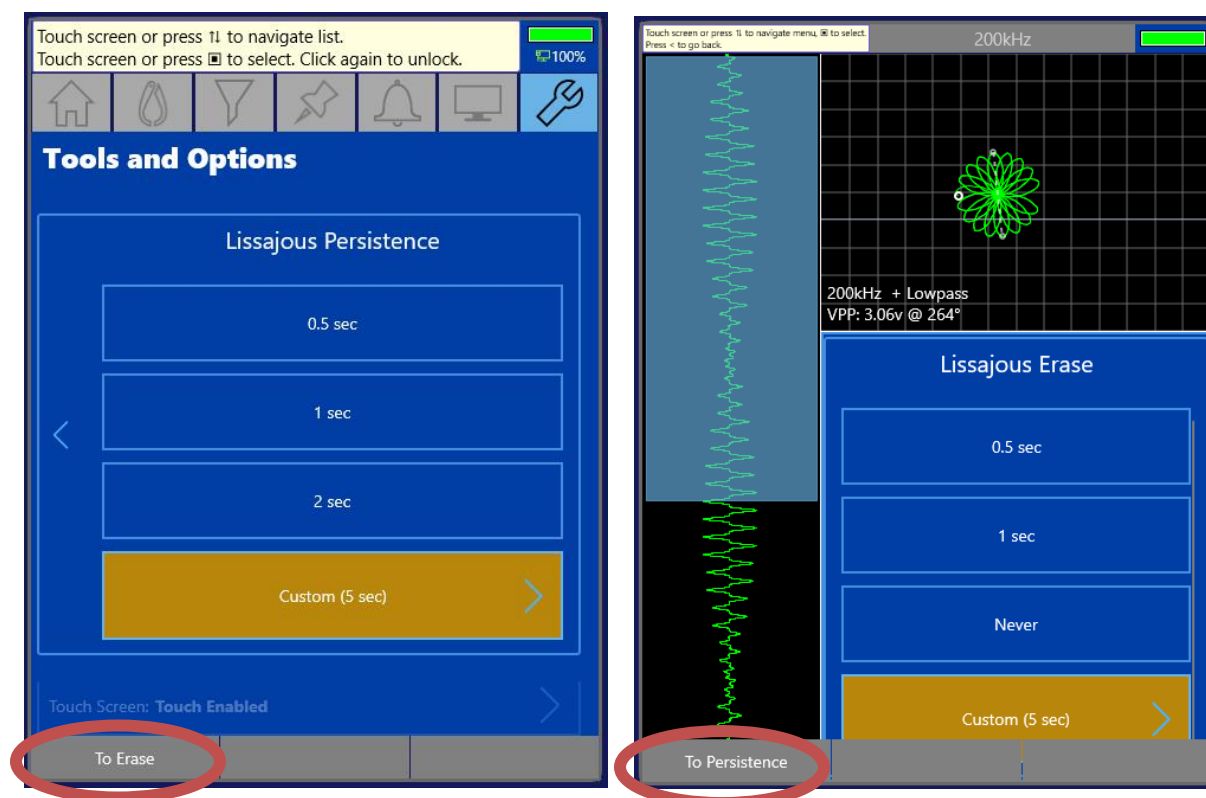 Touch screen or press ⇅ to navigate list.
Touch screen or press ▣ to select. Click again to unlock.
100%
Tools and Options
Lissajous Persistence
0.5 sec
1 sec
2 sec
Custom (5 sec)
Touch Screen: Touch Enabled
To Erase
Touch screen or press ⇅ to navigate menu, ▣ to select.
Press < to go back.
200kHz
200kHz + Lowpass
VPP: 3.06v @ 264°
Lissajous Erase
0.5 sec
1 sec
Never
Custom (5 sec)
To Persistence